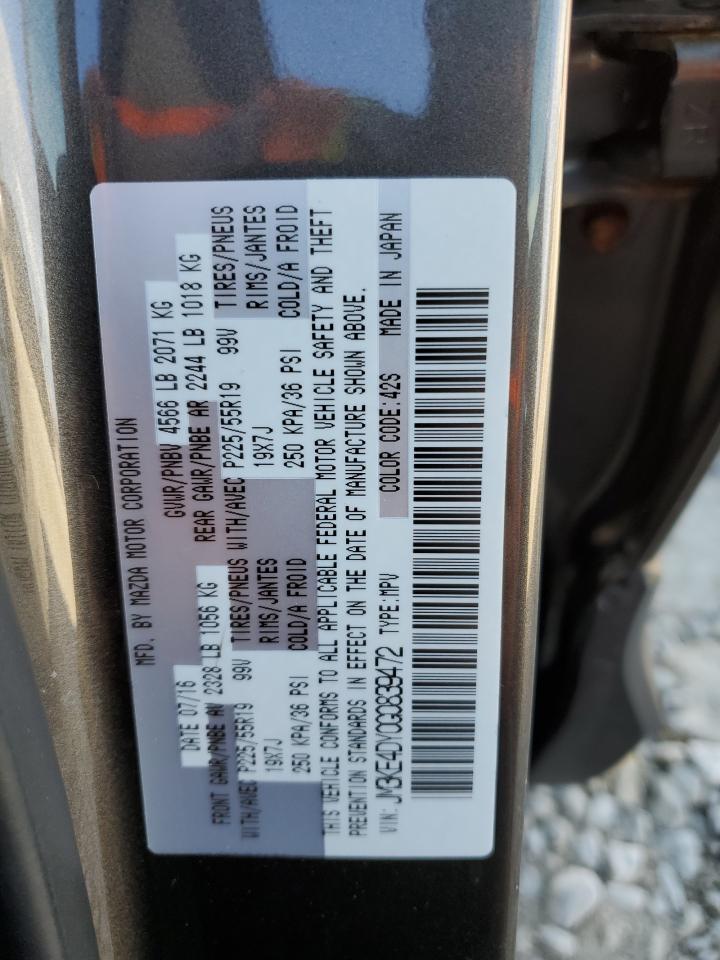 MFD. BY MAZDA MOTOR CORPORATION
DATE 07/16 GVWR/PNBV 4566 LB 2071 KG
FRONT GAWR/PNBE AV 2328 LB 1056 KG REAR GAWR/PNBE AR 2244 LB 1018 KG
WITH/AVEC P225/55R19 99V TIRES/PNEUS WITH/AVEC P225/55R19 99V TIRES/PNEUS
19X7J RIMS/JANTES 19X7J RIMS/JANTES
250 KPA/36 PSI COLD/A FROID 250 KPA/36 PSI COLD/A FROID
THIS VEHICLE CONFORMS TO ALL APPLICABLE FEDERAL MOTOR VEHICLE SAFETY AND THEFT
PREVENTION STANDARDS IN EFFECT ON THE DATE OF MANUFACTURE SHOWN ABOVE.
VIN: JM3KE4DY0G0839472 TYPE:MPV COLOR CODE:42S MADE IN JAPAN